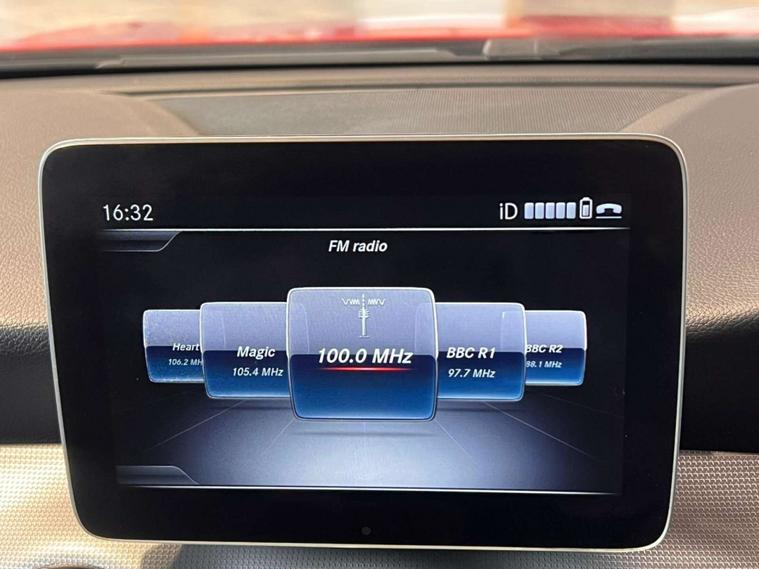 16:32
iD
FM radio
Heart
106.2 MH
Magic
105.4 MHz
100.0 MHz
BBC R1
97.7 MHz
BBC R2
88.1 MHz